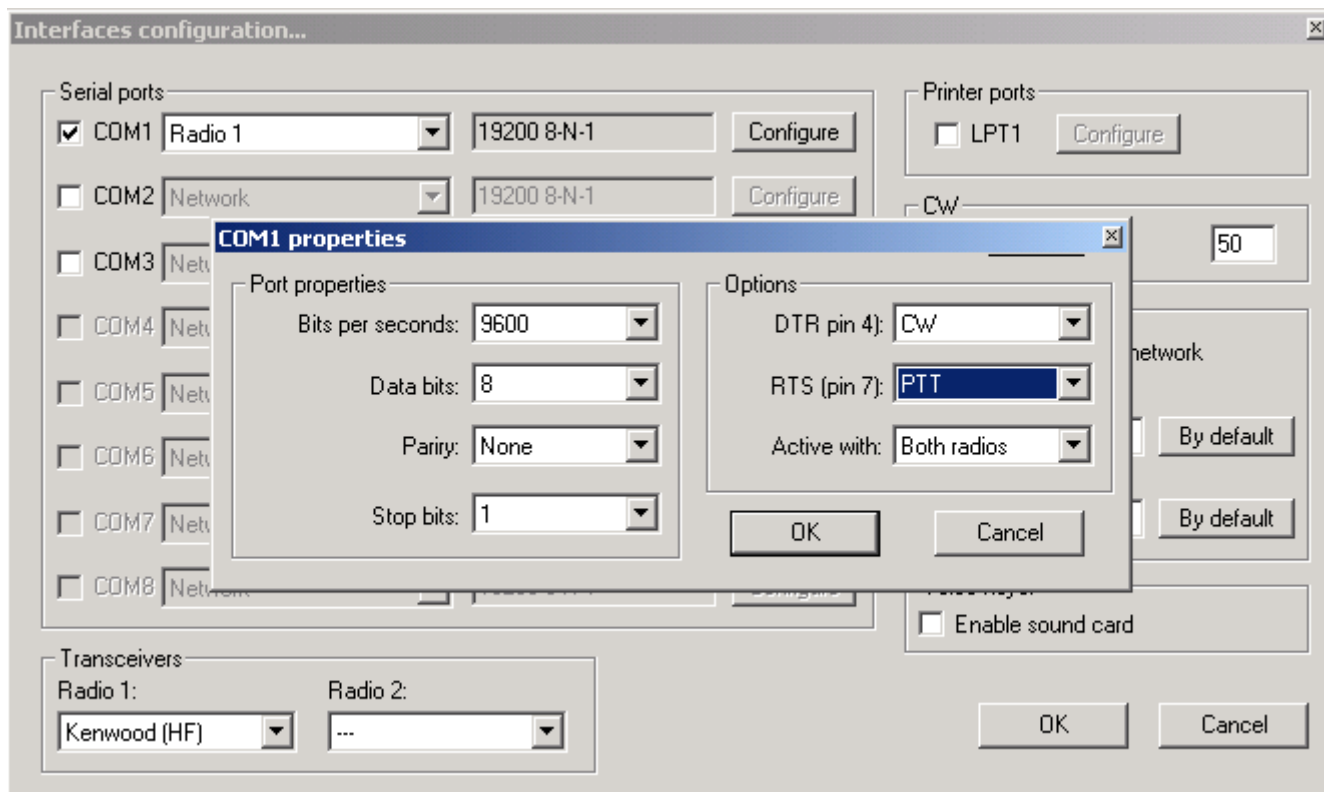 Interfaces configuration...
Serial ports
COM1 Radio 1 19200 8-N-1 Configure
COM2 Network 19200 8-N-1 Configure
COM3
COM4
COM5
COM6
COM7
COM8 Network
Printer ports
LPT1 Configure
CW
50
network
By default
By default
Enable sound card
COM1 properties
Port properties
Bits per seconds: 9600
Data bits: 8
Pariry: None
Stop bits: 1
Options
DTR pin 4): CW
RTS (pin 7): PTT
Active with: Both radios
OK Cancel
Transceivers
Radio 1: Radio 2:
Kenwood (HF) ---
OK Cancel